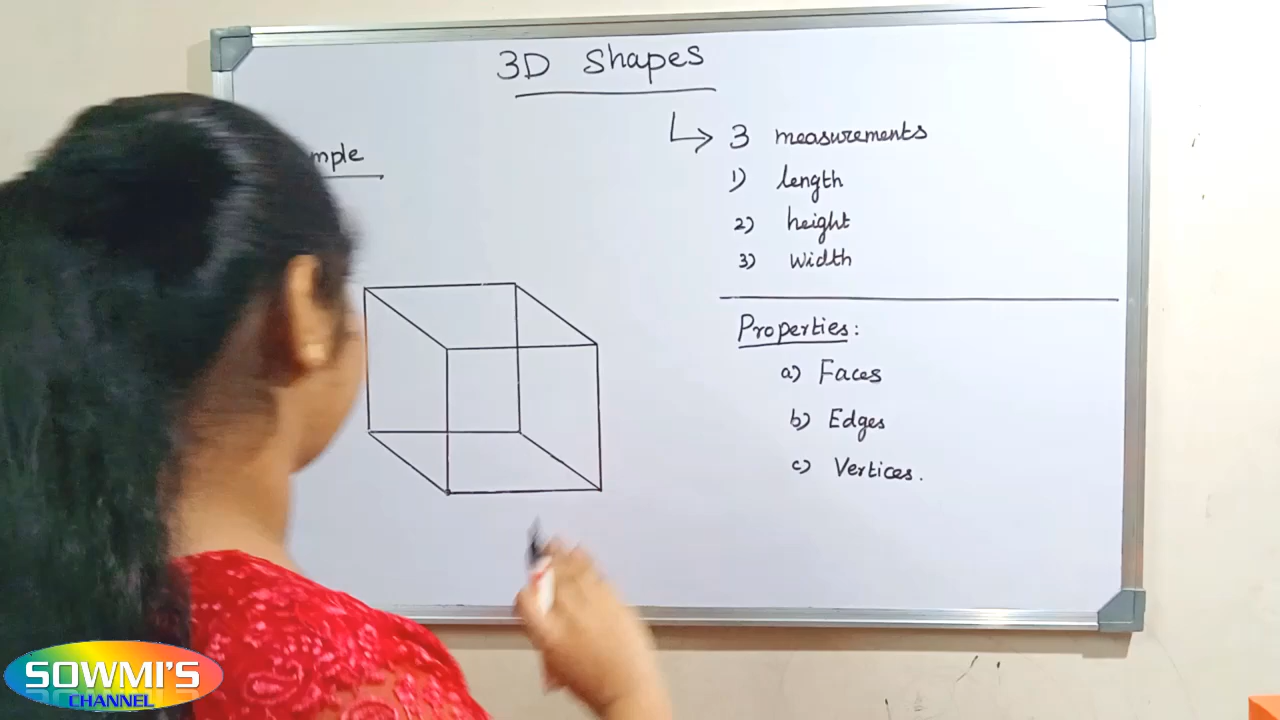 3D Shapes
3 measurements
1) length
2) height
3) width
Properties:
a) Faces
b) Edges
c) Vertices.
SOWMI'S
CHANNEL